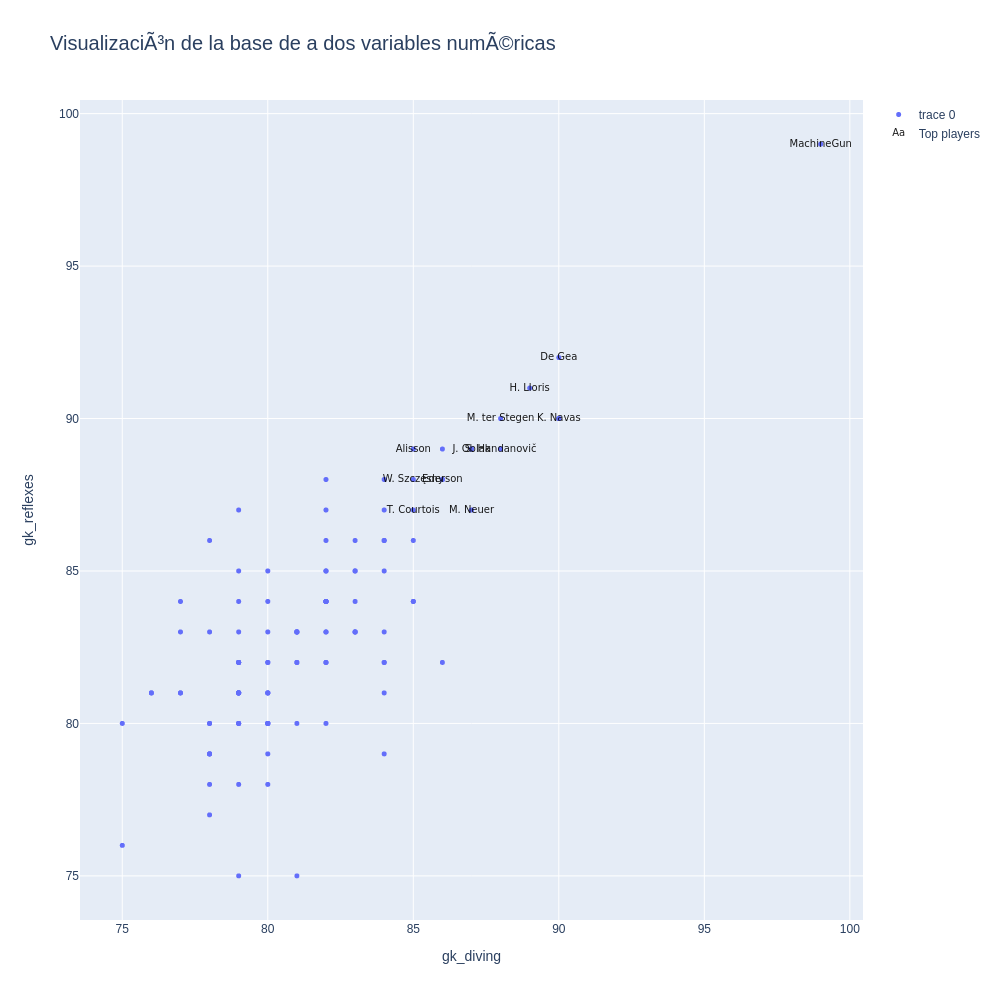 VisualizaciÃ³n de la base de a dos variables numÃ©ricas
trace 0
Aa Top players
100
MachineGun
95
De Gea
H. Lloris
90
M. ter Stegen K. Navas
Alisson
S. Handanovič
W. Szczęsny Ederson
T. Courtois M. Neuer
gk_reflexes
85
80
75
75 80 85 90 95 100
gk_diving